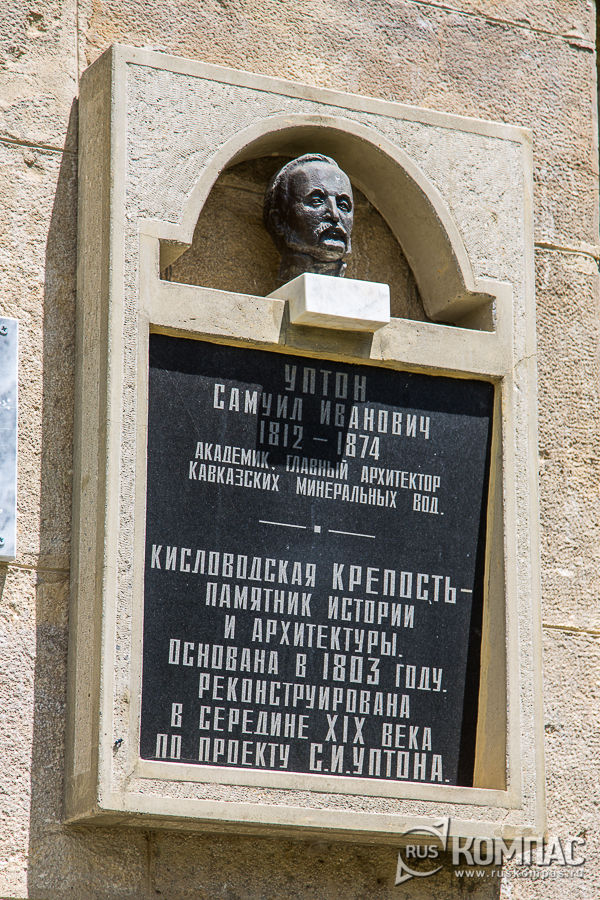 УПТОН
САМУИЛ ИВАНОВИЧ
1812 – 1874
АКАДЕМИК, ГЛАВНЫЙ АРХИТЕКТОР
КАВКАЗСКИХ МИНЕРАЛЬНЫХ ВОД.
КИСЛОВОДСКАЯ КРЕПОСТЬ-
ПАМЯТНИК ИСТОРИИ
И АРХИТЕКТУРЫ.
ОСНОВАНА В 1803 ГОДУ.
РЕКОНСТРУИРОВАНА
В СЕРЕДИНЕ XIX ВЕКА
ПО ПРОЕКТУ С.И.УПТОНА.
RUS КОМПАС
www.ruskompas.ru